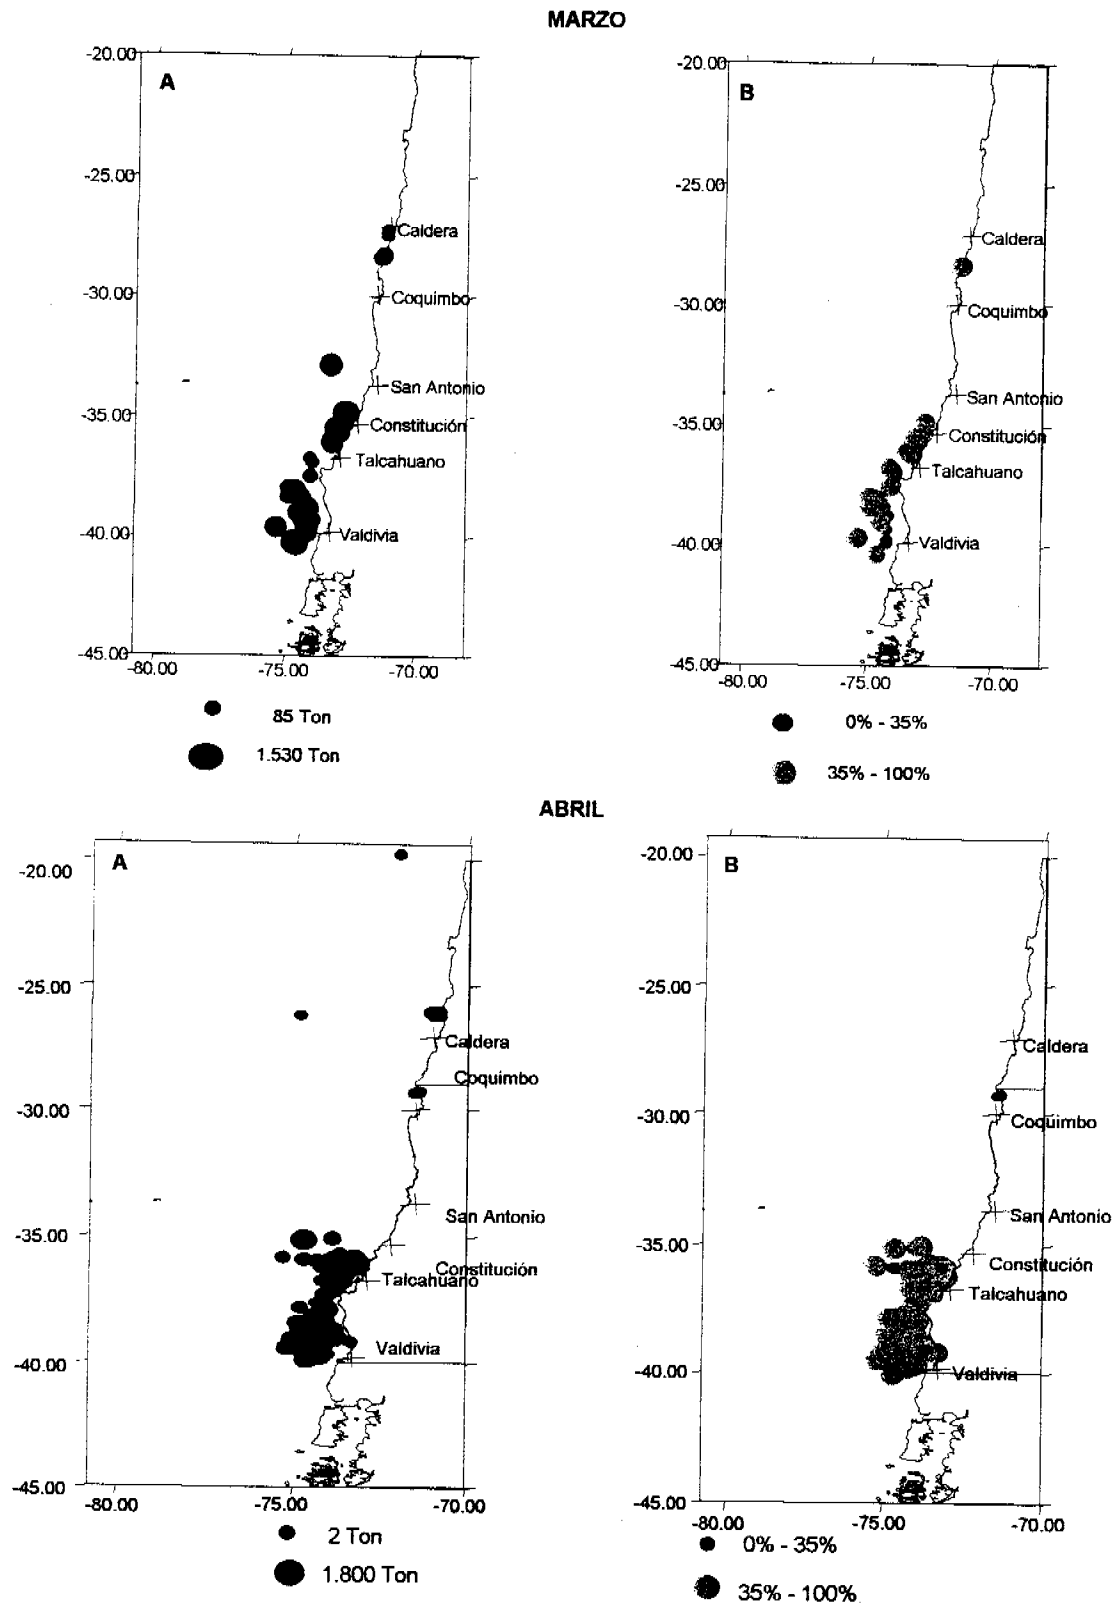 MARZO
A
-20.00
-25.00
-30.00
-35.00
-40.00
-45.00
-80.00
-75.00
-70.00
Caldera
Coquimbo
San Antonio
Constitución
Talcahuano
Valdivia
85 Ton
1.530 Ton
B
-20.00
-25.00
-30.00
-35.00
-40.00
-45.00
-80.00
-75.00
-70.00
Caldera
Coquimbo
San Antonio
Constitución
Talcahuano
Valdivia
0% - 35%
35% - 100%
ABRIL
A
-20.00
-25.00
-30.00
-35.00
-40.00
-45.00
-80.00
-75.00
-70.00
Caldera
Coquimbo
San Antonio
Constitución
Talcahuano
Valdivia
2 Ton
1.800 Ton
B
-20.00
-25.00
-30.00
-35.00
-40.00
-45.00
-80.00
-75.00
-70.00
Caldera
Coquimbo
San Antonio
Constitución
Talcahuano
Valdivia
0% - 35%
35% - 100%